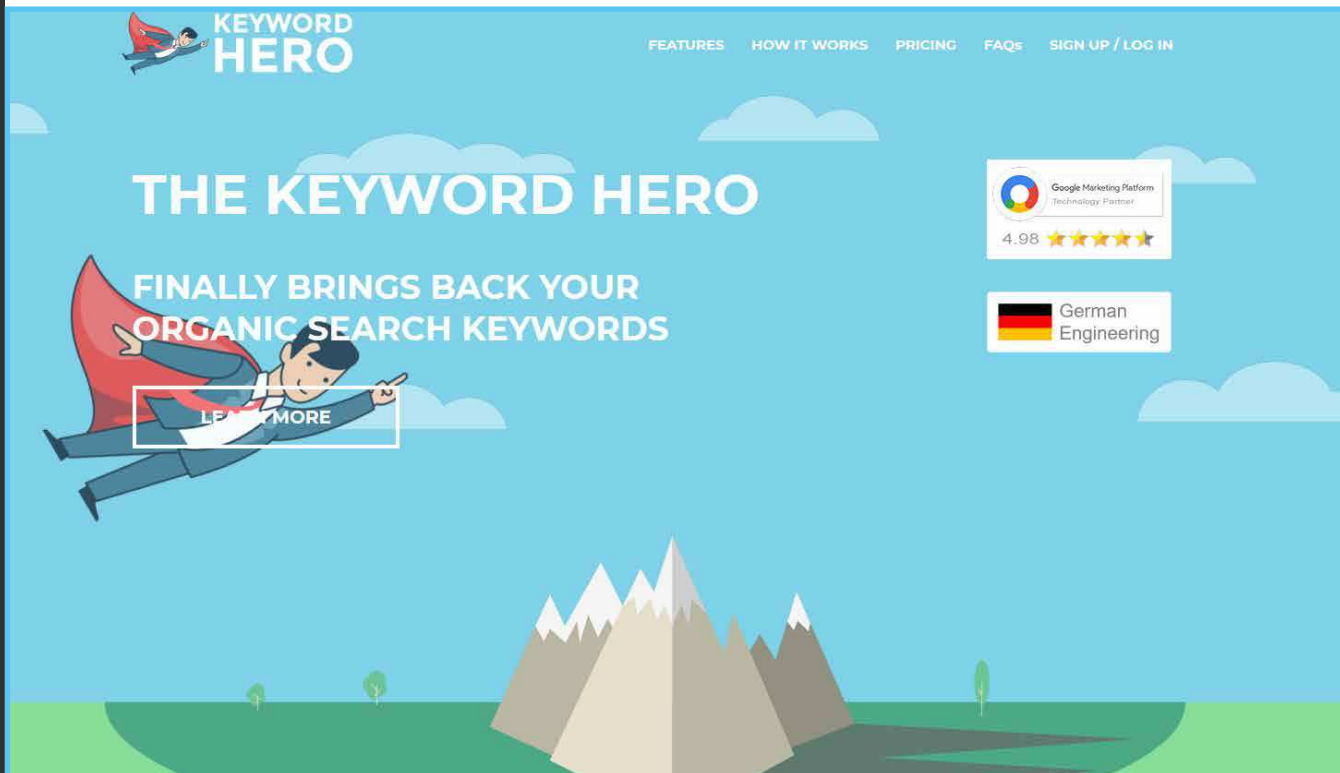 KEYWORD
HERO
FEATURES HOW IT WORKS PRICING FAQs SIGN UP / LOG IN
THE KEYWORD HERO
Google Marketing Platform
Technology Partner
4.98
FINALLY BRINGS BACK YOUR
ORGANIC SEARCH KEYWORDS
German
Engineering
LEARN MORE